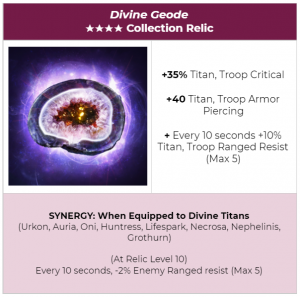 Divine Geode
★★★★ Collection Relic
+35% Titan, Troop Critical
+40 Titan, Troop Armor
Piercing
+ Every 10 seconds +10%
Titan, Troop Ranged Resist
(Max 5)
SYNERGY: When Equipped to Divine Titans
(Urkon, Auria, Oni, Huntress, Lifespark, Necrosa, Nephelinis,
Grothurn)
(At Relic Level 10)
Every 10 seconds, -2% Enemy Ranged resist (Max 5)